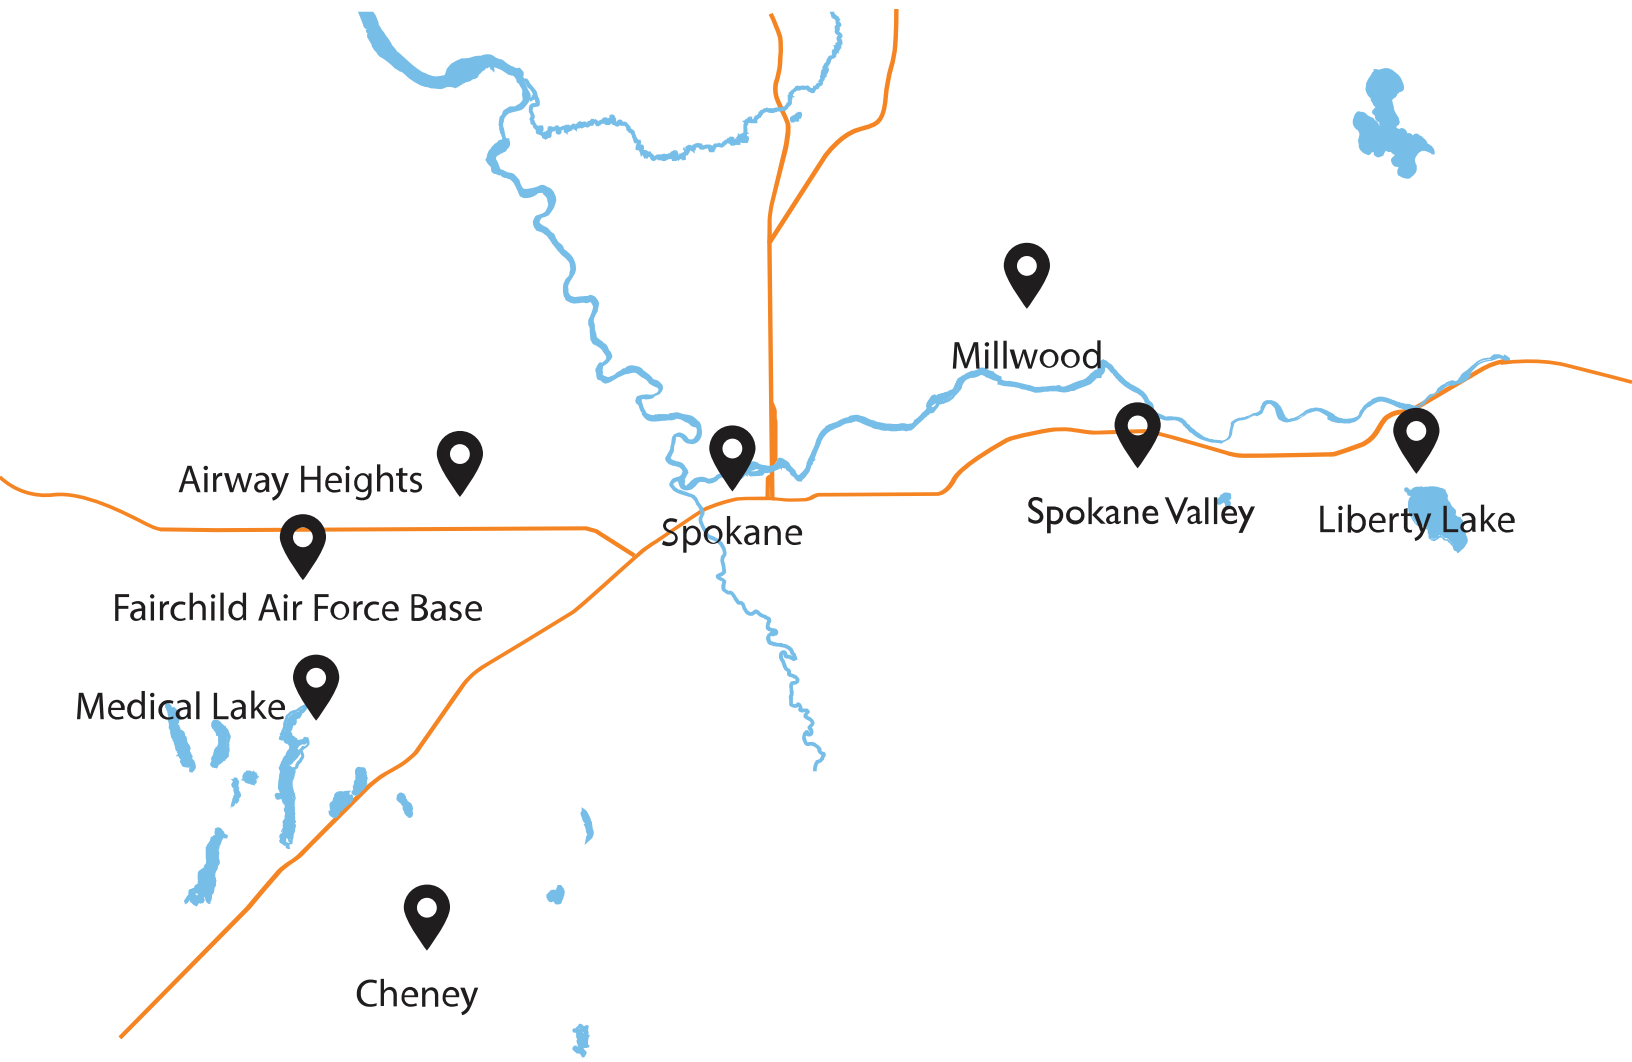 Millwood
Airway Heights
Spokane Valley
Liberty Lake
Spokane
Fairchild Air Force Base
Medical Lake
Cheney